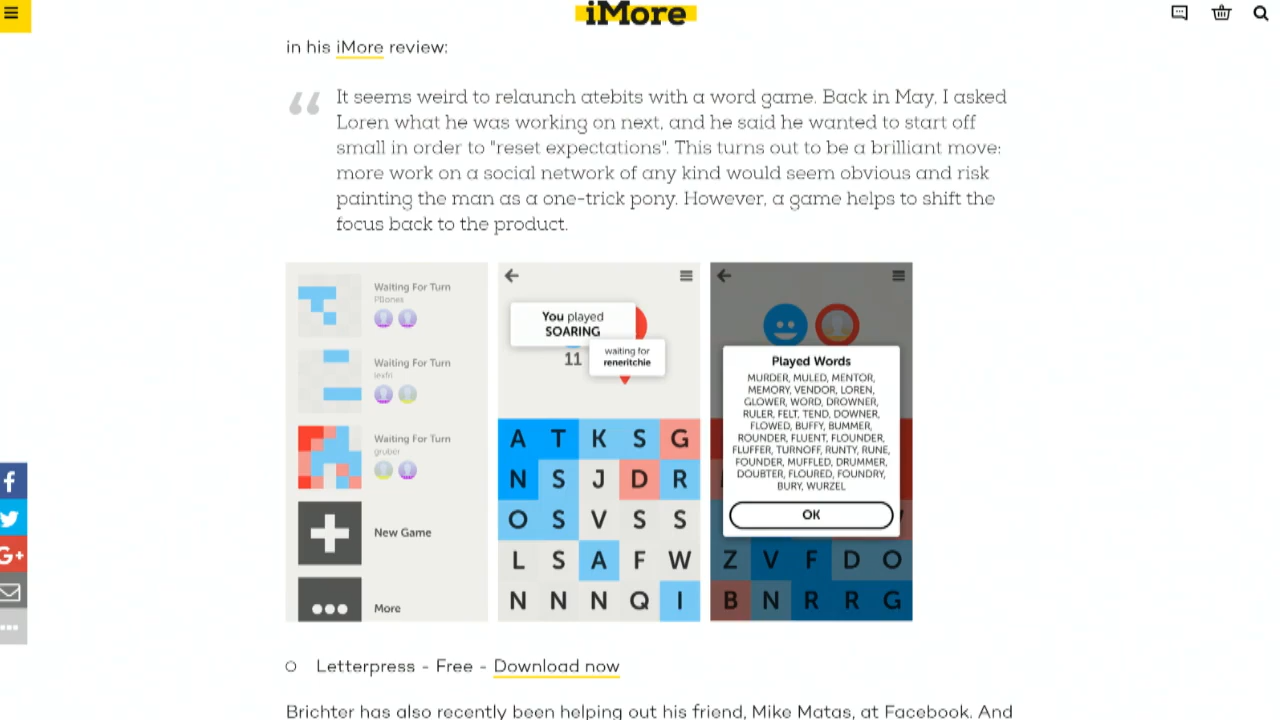 iMore
in his iMore review:
“ It seems weird to relaunch atebits with a word game. Back in May, I asked
Loren what he was working on next, and he said he wanted to start off
small in order to "reset expectations". This turns out to be a brilliant move:
more work on a social network of any kind would seem obvious and risk
painting the man as a one-trick pony. However, a game helps to shift the
focus back to the product.
Waiting For Turn
PBones
Waiting For Turn
lexfri
Waiting For Turn
gruber
New Game
More
You played
SOARING
11
waiting for
reneritchie
A T K S G
N S J D R
O S V S S
L S A F W
N N N Q I
Played Words
MURDER, MULED, MENTOR,
MEMORY, VENDOR, LOREN,
GLOWER, WORD, DROWNER,
RULER, FELT, TEND, DOWNER,
FLOWED, BUFFY, BUMMER,
ROUNDER, FLUENT, FLOUNDER,
FLUFFER, TURNOFF, RUNTY, RUNE,
FOUNDER, MUFFLED, DRUMMER,
DOUBTER, FLOURED, FOUNDRY,
BURY, WURZEL
OK
Z V F D O
B N R R G
Letterpress - Free - Download now
Brichter has also recently been helping out his friend, Mike Matas, at Facebook. And
f
G+